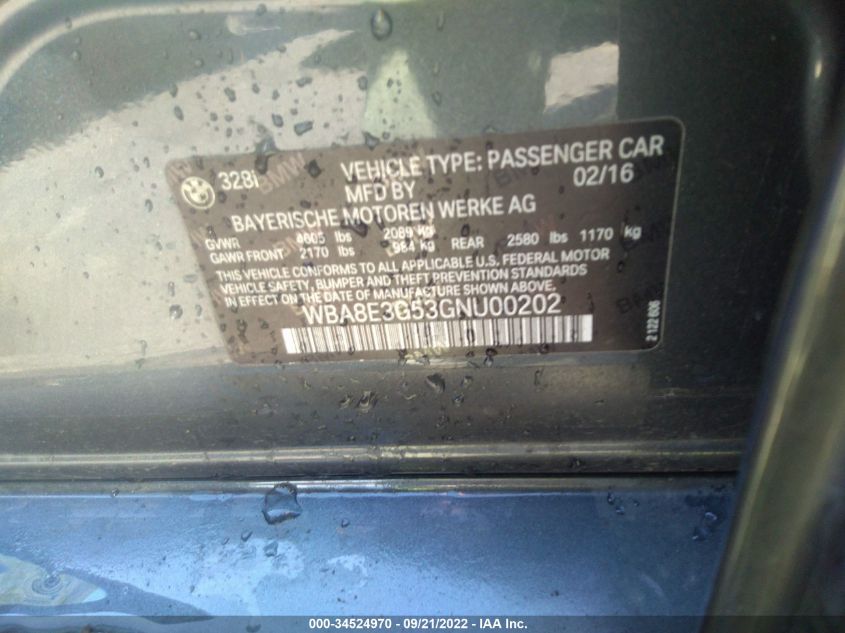 328i VEHICLE TYPE: PASSENGER CAR
MFD BY 02/16
BAYERISCHE MOTOREN WERKE AG
GVWR 4605 lbs 2089 kg
GAWR FRONT 2170 lbs 984 kg REAR 2580 lbs 1170 kg
THIS VEHICLE CONFORMS TO ALL APPLICABLE U.S. FEDERAL MOTOR
VEHICLE SAFETY, BUMPER AND THEFT PREVENTION STANDARDS
IN EFFECT ON THE DATE OF MANUFACTURE SHOWN ABOVE
WBA8E3G53GNU00202
2 122 606
000-34524970 - 09/21/2022 - IAA Inc.